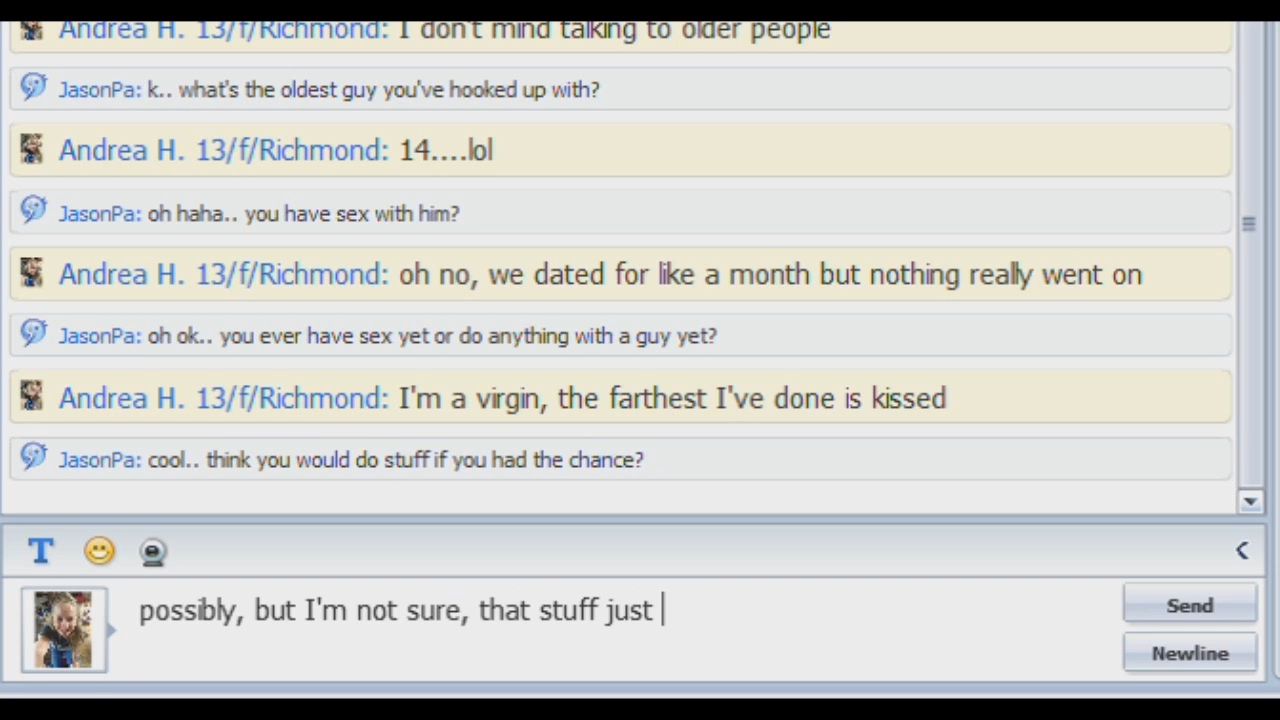 Andrea H. 13/f/Richmond: I don't mind talking to older people
JasonPa: k.. what's the oldest guy you've hooked up with?
Andrea H. 13/f/Richmond: 14....lol
JasonPa: oh haha.. you have sex with him?
Andrea H. 13/f/Richmond: oh no, we dated for like a month but nothing really went on
JasonPa: oh ok.. you ever have sex yet or do anything with a guy yet?
Andrea H. 13/f/Richmond: I'm a virgin, the farthest I've done is kissed
JasonPa: cool.. think you would do stuff if you had the chance?
T
possibly, but I'm not sure, that stuff just
Send
Newline